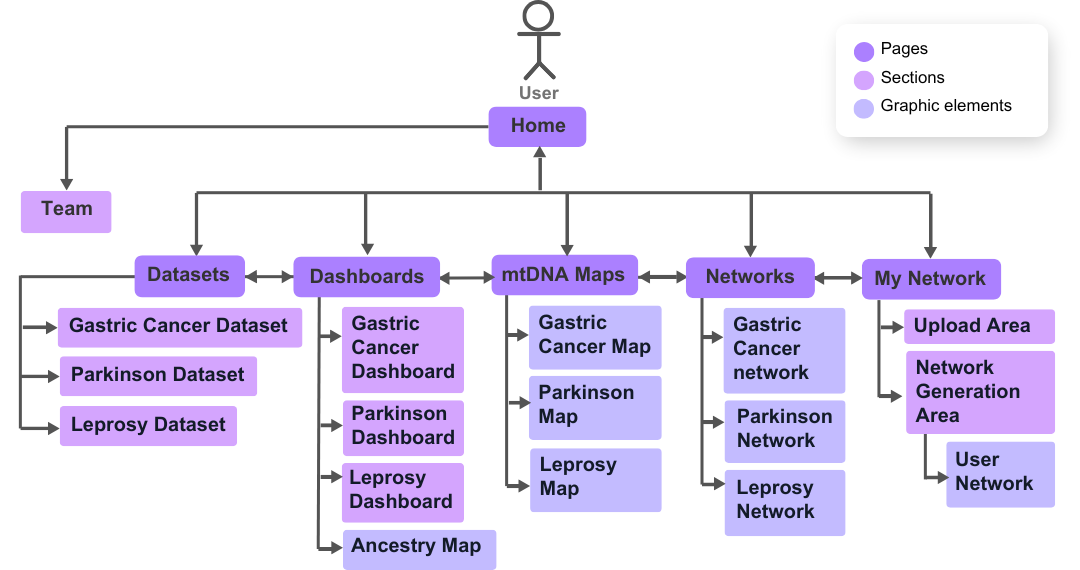 User
Pages
Sections
Graphic elements
Home
Team
Datasets
Dashboards
mtDNA Maps
Networks
My Network
Gastric Cancer Dataset
Parkinson Dataset
Leprosy Dataset
Gastric
Cancer
Dashboard
Parkinson
Dashboard
Leprosy
Dashboard
Ancestry Map
Gastric
Cancer Map
Parkinson
Map
Leprosy
Map
Gastric
Cancer
network
Parkinson
Network
Leprosy
Network
Upload Area
Network
Generation
Area
User
Network